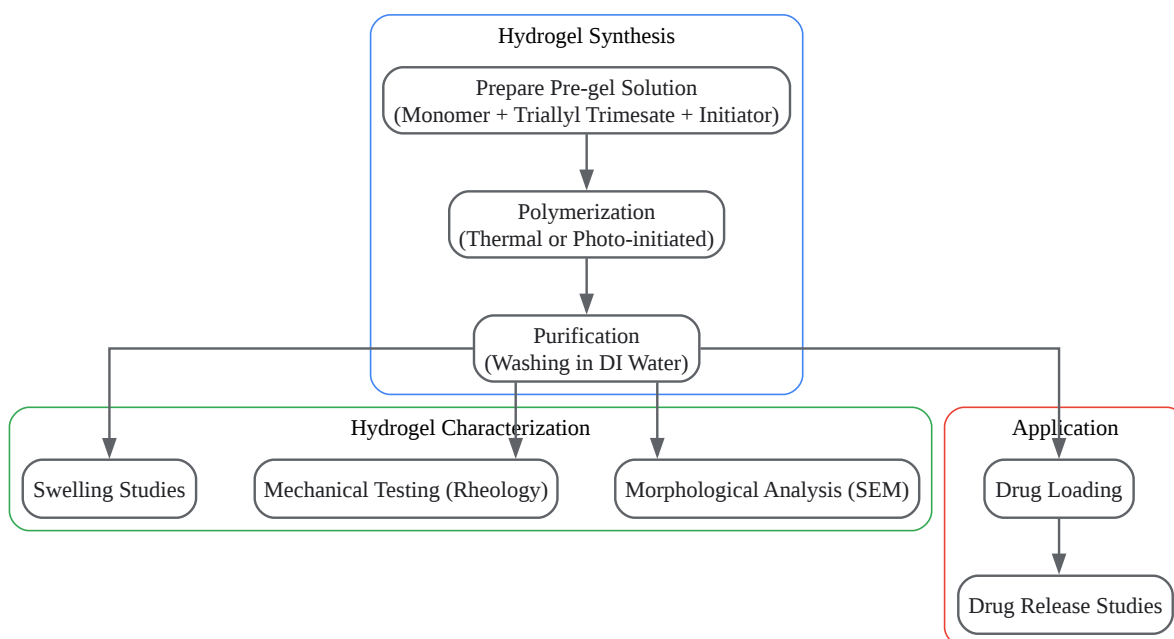 Hydrogel Synthesis
Prepare Pre-gel Solution
(Monomer + Triallyl Trimesate + Initiator)
Polymerization
(Thermal or Photo-initiated)
Purification
(Washing in DI Water)
Hydrogel Characterization
Swelling Studies
Mechanical Testing (Rheology)
Morphological Analysis (SEM)
Application
Drug Loading
Drug Release Studies